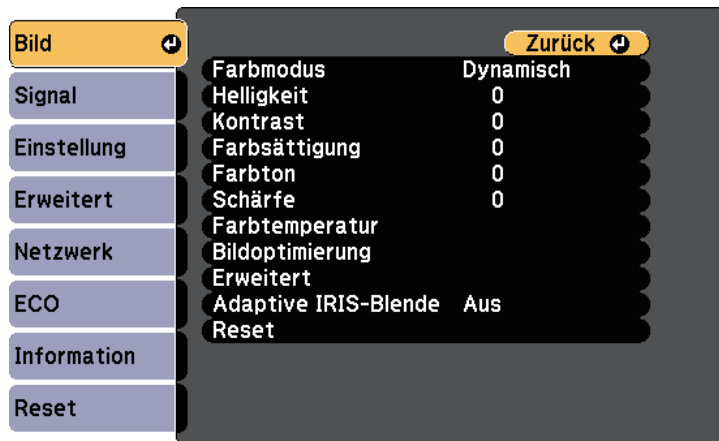 Bild
Signal
Einstellung
Erweitert
Netzwerk
ECO
Information
Reset
Zurück
Farbmodus Dynamisch
Helligkeit 0
Kontrast 0
Farbsättigung 0
Farbton 0
Schärfe 0
Farbtemperatur
Bildoptimierung
Erweitert
Adaptive IRIS-Blende Aus
Reset